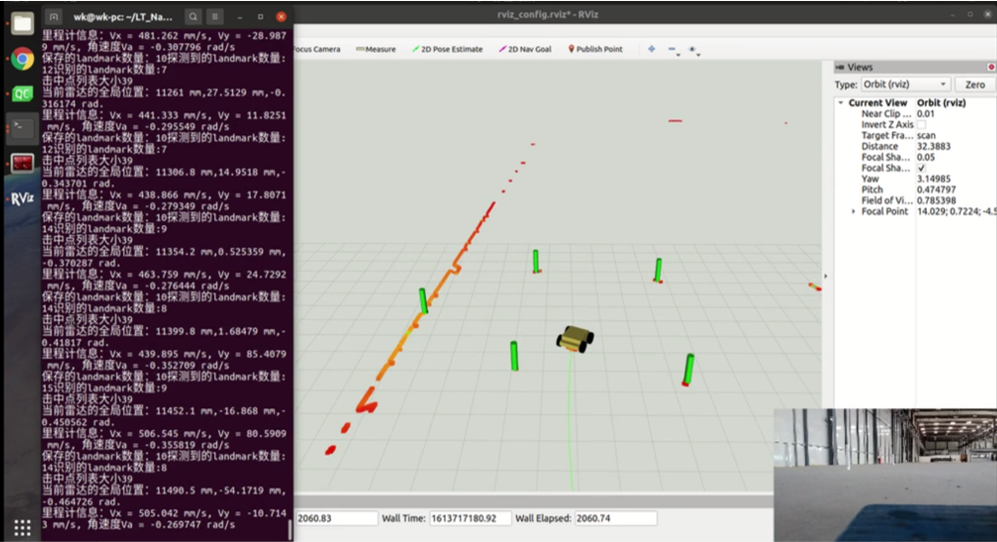 wk@wk-pc: ~/LT_Na...
里程计信息: Vx = 481.262 mm/s, Vy = -28.987
9 mm/s, 角速度Va = -0.307796 rad/s
保存的landmark数量: 10探测到的landmark数量:
12识别的landmark数量:7
击中点列表大小39
当前雷达的全局位置: 11261 mm,27.5129 mm,-0.
316174 rad.
里程计信息: Vx = 441.333 mm/s, Vy = 11.8251
mm/s, 角速度Va = -0.295549 rad/s
保存的landmark数量: 10探测到的landmark数量:
12识别的landmark数量:7
击中点列表大小39
当前雷达的全局位置: 11306.8 mm,14.9518 mm,-
0.343701 rad.
里程计信息: Vx = 438.866 mm/s, Vy = 17.8071
mm/s, 角速度Va = -0.279349 rad/s
保存的landmark数量: 10探测到的landmark数量:
14识别的landmark数量:9
击中点列表大小39
当前雷达的全局位置: 11354.2 mm,0.525359 mm,
-0.370287 rad.
里程计信息: Vx = 463.759 mm/s, Vy = 24.7292
mm/s, 角速度Va = -0.276444 rad/s
保存的landmark数量: 10探测到的landmark数量:
14识别的landmark数量:8
击中点列表大小39
当前雷达的全局位置: 11399.8 mm,1.68479 mm,-
0.41817 rad.
里程计信息: Vx = 439.895 mm/s, Vy = 85.4079
mm/s, 角速度Va = -0.352709 rad/s
保存的landmark数量: 10探测到的landmark数量:
15识别的landmark数量:9
击中点列表大小39
当前雷达的全局位置: 11452.1 mm,-16.868 mm,-
0.450562 rad.
里程计信息: Vx = 506.545 mm/s, Vy = 80.5909
mm/s, 角速度Va = -0.355819 rad/s
保存的landmark数量: 10探测到的landmark数量:
14识别的landmark数量:8
击中点列表大小39
当前雷达的全局位置: 11490.5 mm,-54.1719 mm,
-0.464726 rad.
里程计信息: Vx = 505.042 mm/s, Vy = -10.714
3 mm/s, 角速度Va = -0.269747 rad/s
QC
RViz
rviz_config.rviz* - RViz
ocus Camera Measure 2D Pose Estimate 2D Nav Goal Publish Point
Views
Type: Orbit (rviz) Zero
Current View Orbit (rviz)
Near Clip ... 0.01
Invert Z Axis
Target Fra... scan
Distance 32.3883
Focal Sha... 0.05
Focal Sha... ✓
Yaw 3.14985
Pitch 0.474797
Field of Vi... 0.785398
Focal Point 14.029; 0.7224; -4.5
2060.83 Wall Time: 1613717180.92 Wall Elapsed: 2060.74